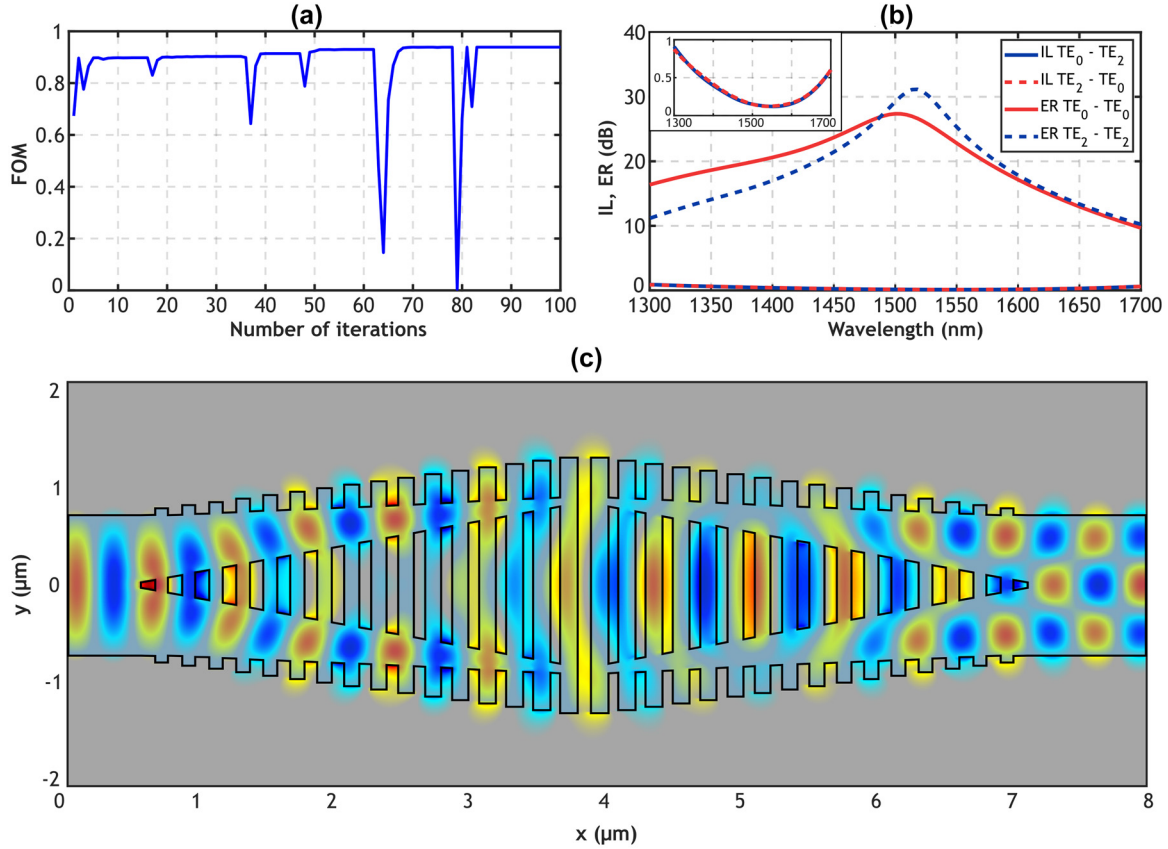 (a)
1
0.8
0.6
0.4
0.2
0
FOM
0 10 20 30 40 50 60 70 80 90 100
Number of iterations
(b)
40
30
20
10
0
IL, ER (dB)
1300 1350 1400 1450 1500 1550 1600 1650 1700
Wavelength (nm)
1
0.5
0
1300 1500 1700
IL TE0 - TE2
IL TE2 - TE0
ER TE0 - TE0
ER TE2 - TE2
(c)
2
1
0
-1
-2
y (μm)
0 1 2 3 4 5 6 7 8
x (μm)